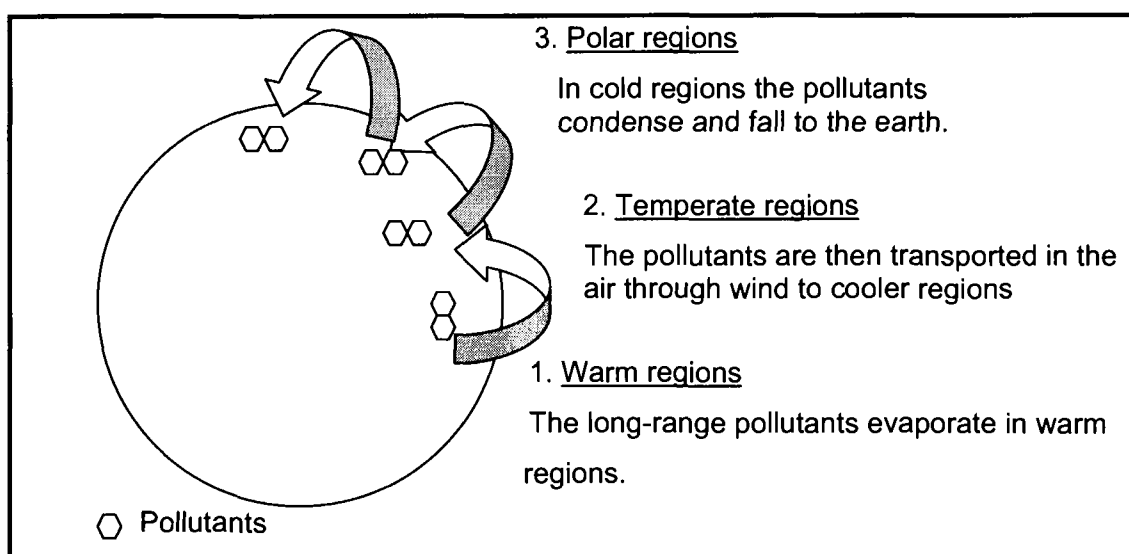 3. Polar regions
In cold regions the pollutants
condense and fall to the earth.
2. Temperate regions
The pollutants are then transported in the
air through wind to cooler regions
1. Warm regions
The long-range pollutants evaporate in warm
regions.
Pollutants